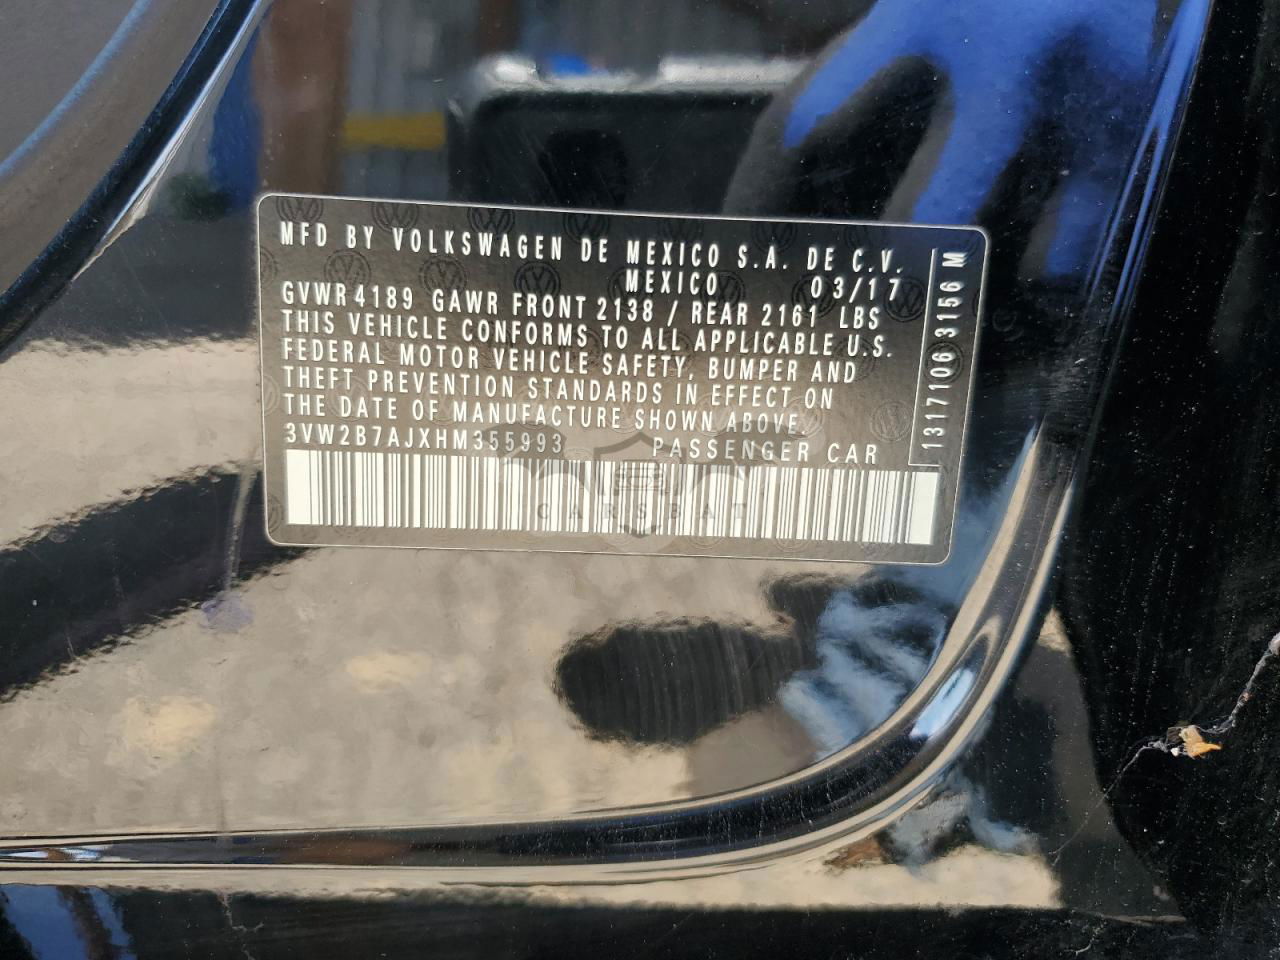 MFD BY VOLKSWAGEN DE MEXICO S.A. DE C.V.
MEXICO 03/17
GVWR 4189 GAWR FRONT 2138 / REAR 2161 LBS
THIS VEHICLE CONFORMS TO ALL APPLICABLE U.S.
FEDERAL MOTOR VEHICLE SAFETY, BUMPER AND
THEFT PREVENTION STANDARDS IN EFFECT ON
THE DATE OF MANUFACTURE SHOWN ABOVE.
3VW2B7AJXHM355993 PASSENGER CAR
1317106 3156 M
CARSBAT